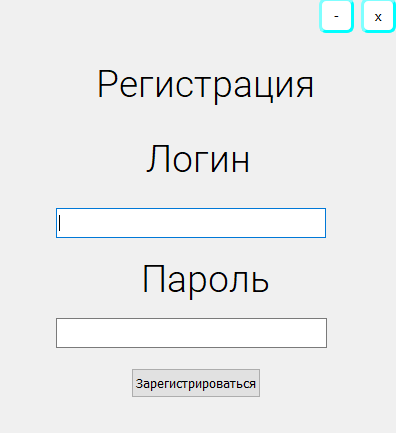 - x
Регистрация
Логин
Пароль
Зарегистрироваться